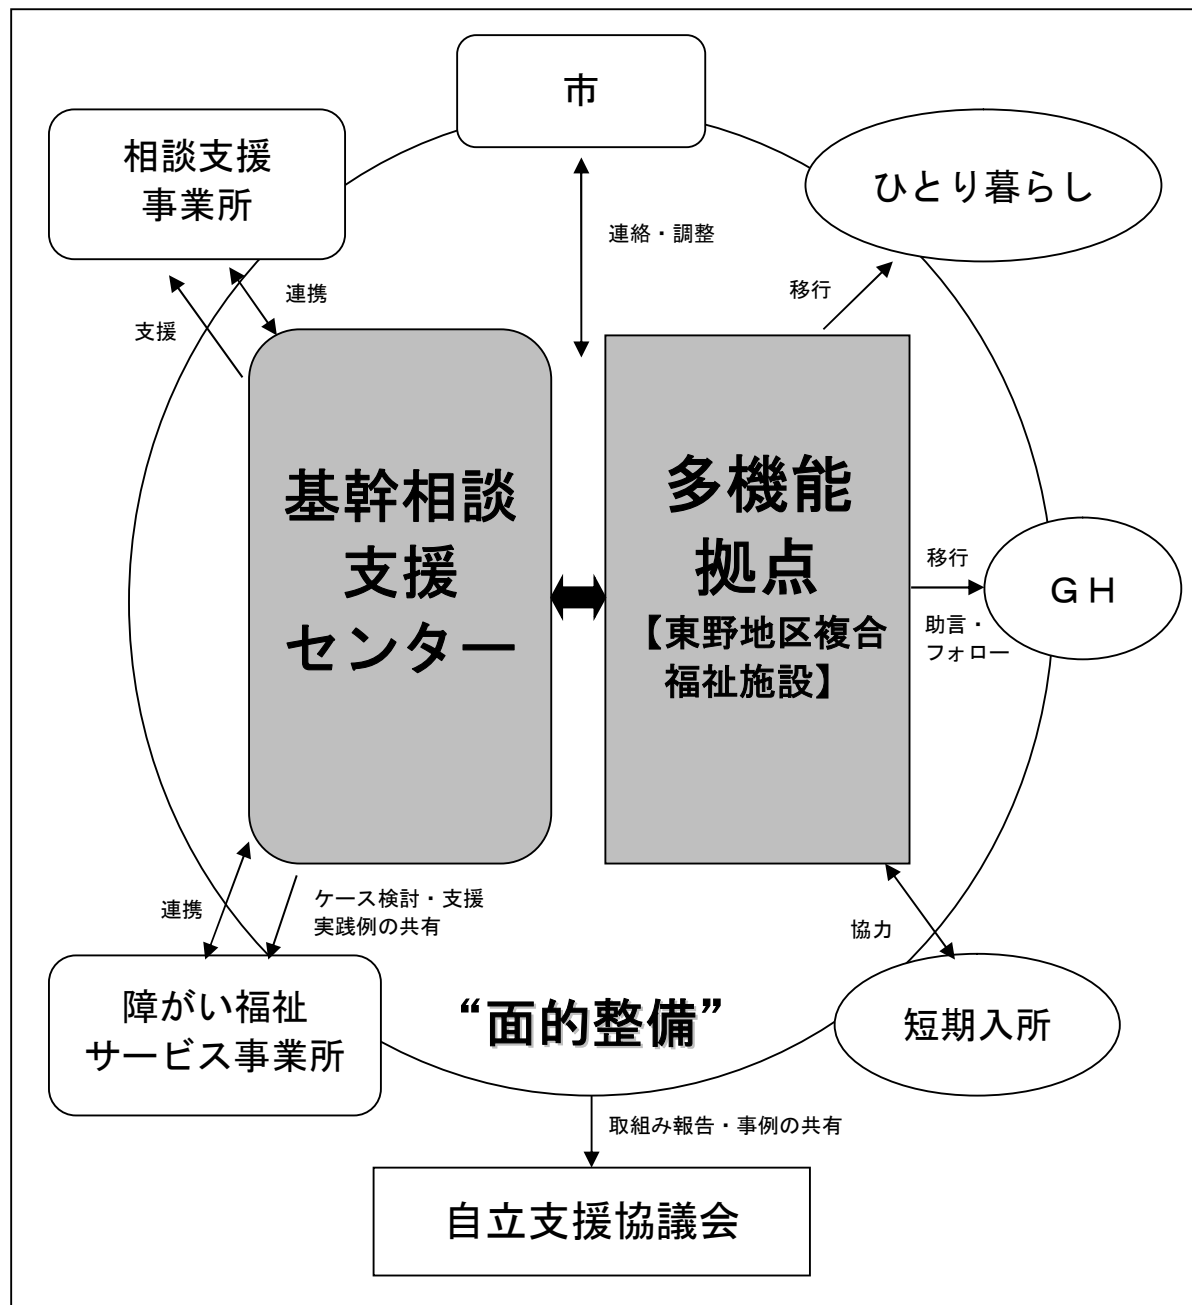 市
相談支援
事業所
ひとり暮らし
連絡・調整
移行
連携
支援
基幹相談
支援
センター
多機能
拠点
【東野地区複合
福祉施設】
移行
助言・
フォロー
ＧＨ
連携
ケース検討・支援
実践例の共有
協力
障がい福祉
サービス事業所
“面的整備”
短期入所
取組み報告・事例の共有
自立支援協議会